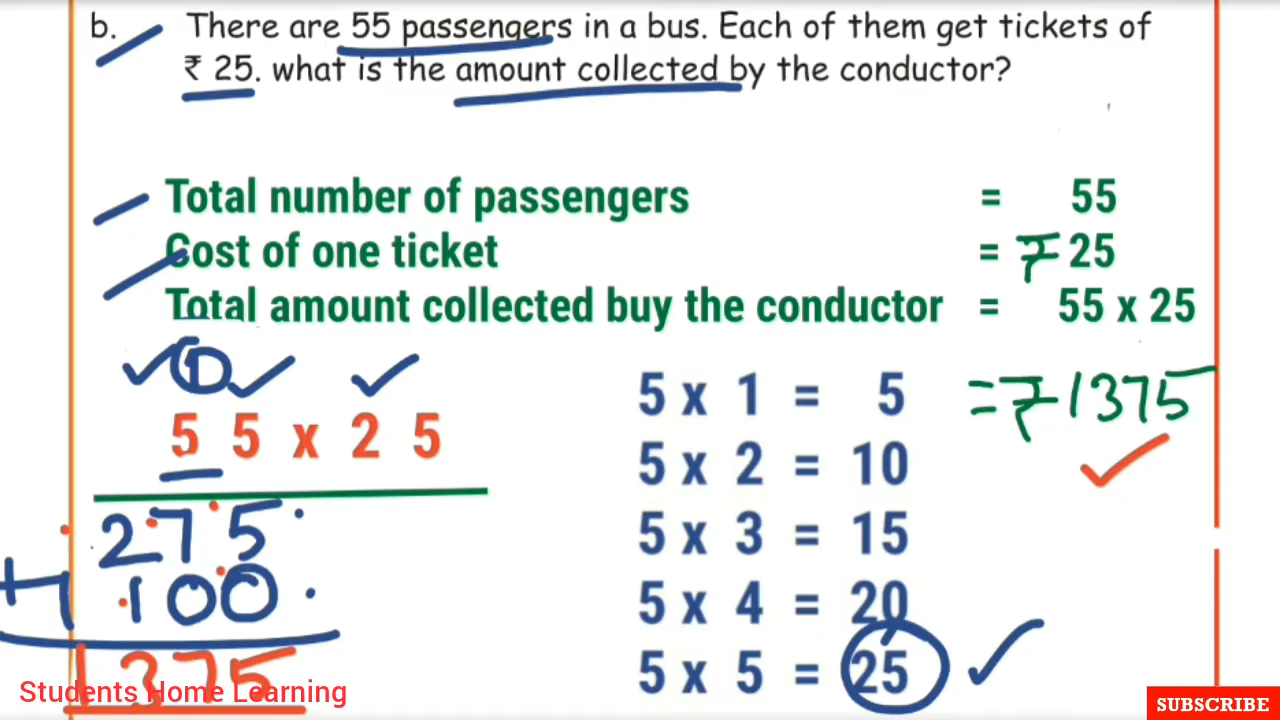 b. There are 55 passengers in a bus. Each of them get tickets of
₹ 25. what is the amount collected by the conductor?
Total number of passengers = 55
Cost of one ticket = ₹ 25
Total amount collected buy the conductor = 55 x 25
= ₹ 1375
1
5 5 x 2 5
275
+ 1100
1375
5 x 1 = 5
5 x 2 = 10
5 x 3 = 15
5 x 4 = 20
5 x 5 = 25
Students Home Learning
SUBSCRIBE